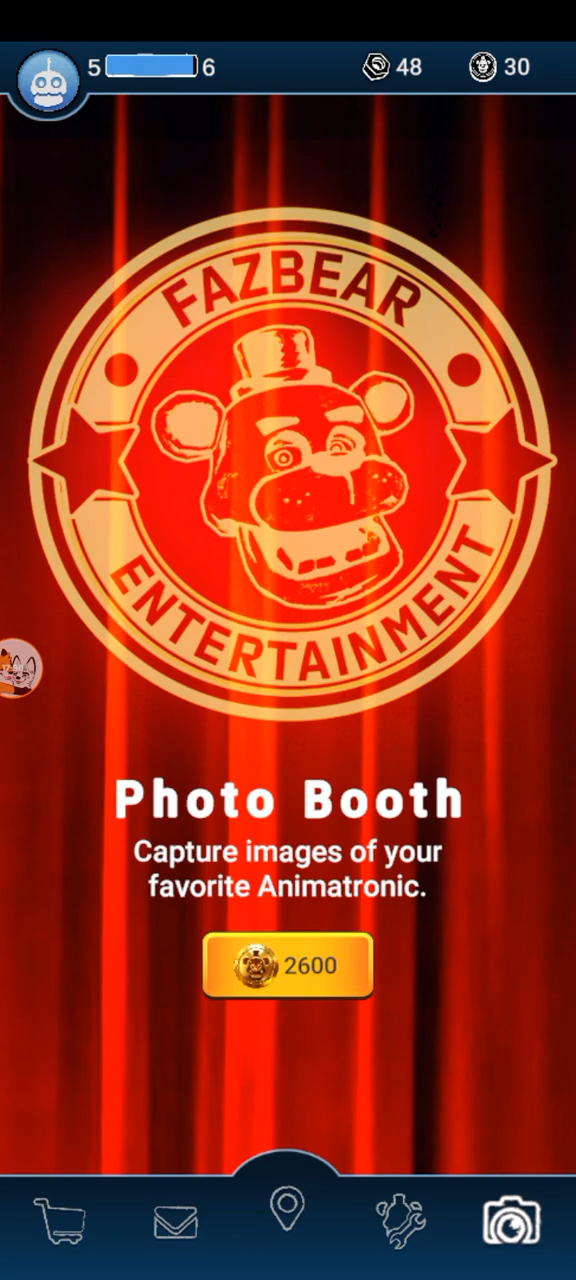 5 6 48 30
FAZBEAR
ENTERTAINMENT
Photo Booth
Capture images of your
favorite Animatronic.
2600